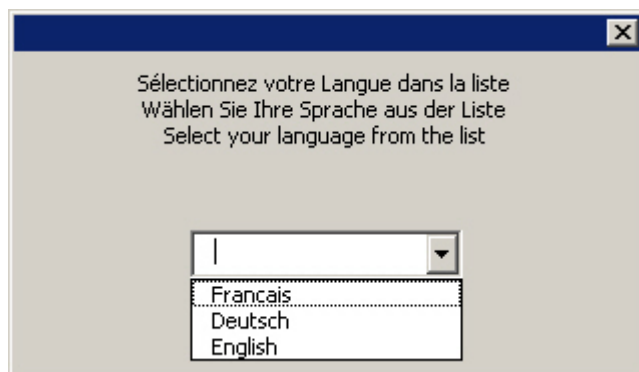 Sélectionnez votre Langue dans la liste
Wählen Sie Ihre Sprache aus der Liste
Select your language from the list
Francais
Deutsch
English